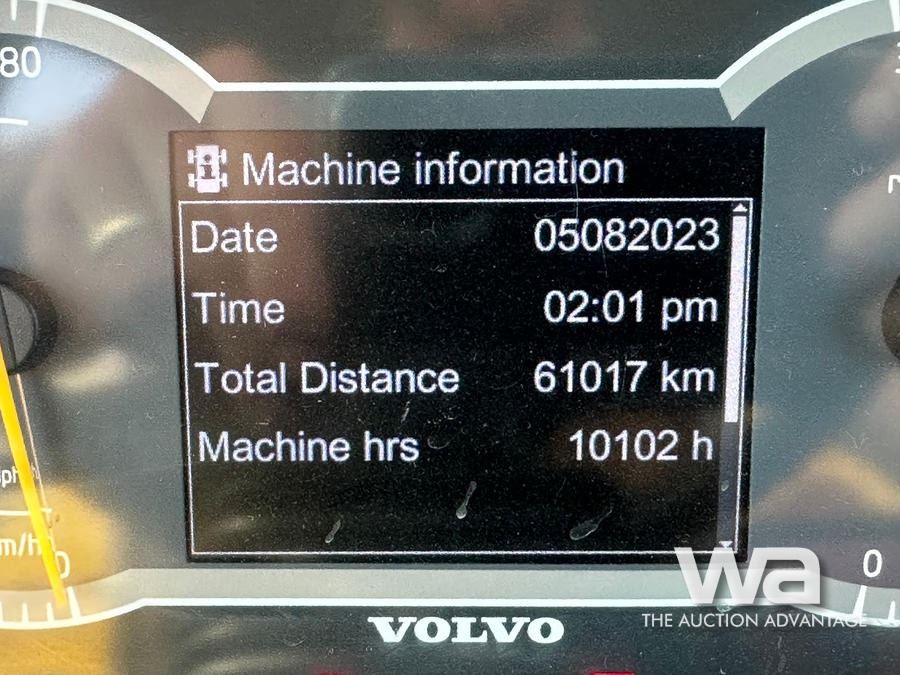 80
Machine information
Date 05082023
Time 02:01 pm
Total Distance 61017 km
Machine hrs 10102 h
0
0
wa
THE AUCTION ADVANTAGE
VOLVO